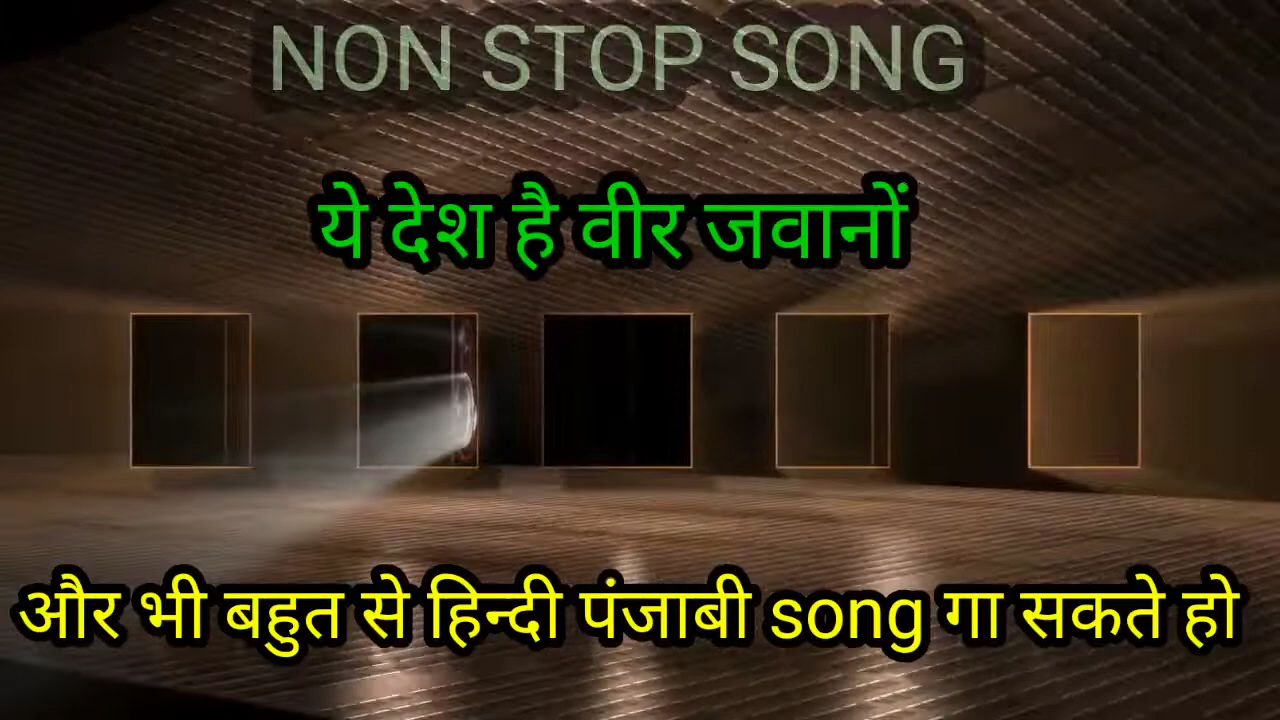 NON STOP SONG
ये देश है वीर जवानों
और भी बहुत से हिन्दी पंजाबी song गा सकते हो